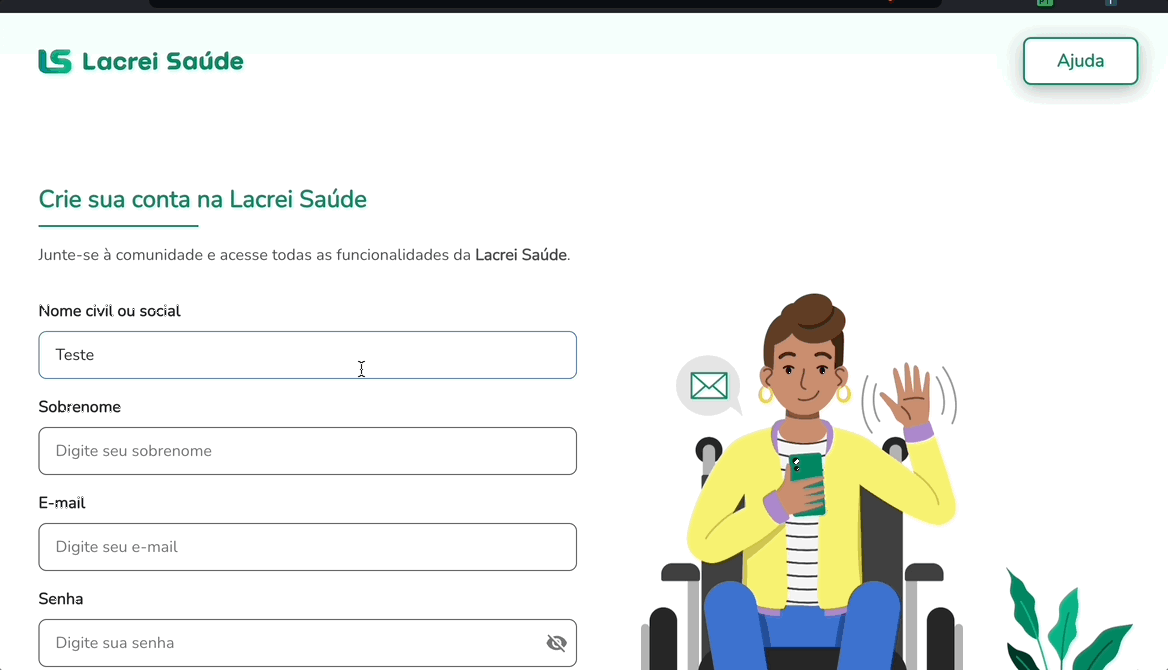 Lacrei Saúde
Ajuda
Crie sua conta na Lacrei Saúde
Junte-se à comunidade e acesse todas as funcionalidades da Lacrei Saúde.
Nome civil ou social
Teste
Sobrenome
Digite seu sobrenome
E-mail
Digite seu e-mail
Senha
Digite sua senha